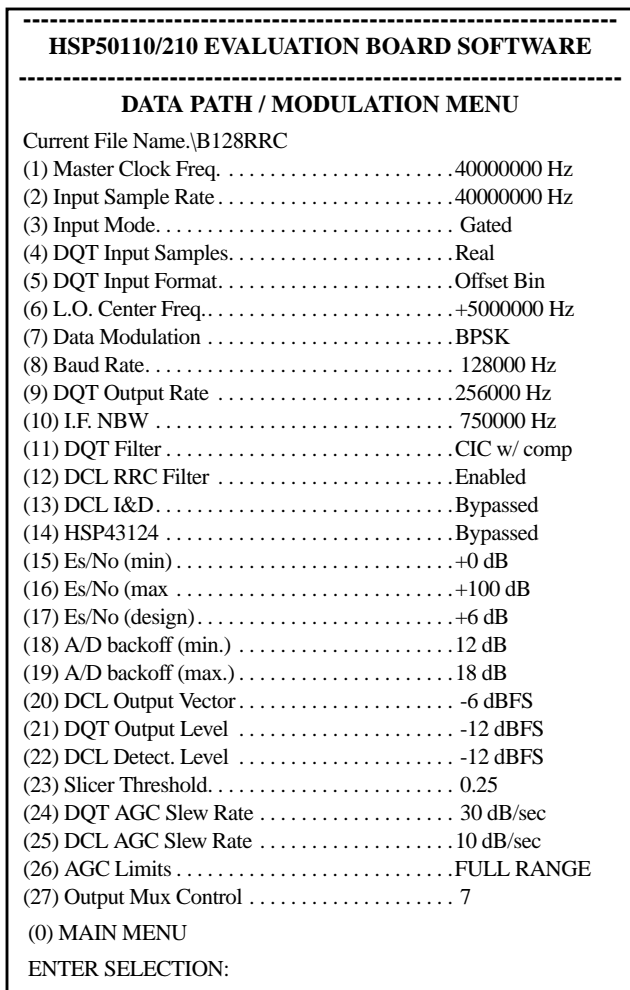 ---------------------------------------------------------------------
HSP50110/210 EVALUATION BOARD SOFTWARE
---------------------------------------------------------------------
DATA PATH / MODULATION MENU
Current File Name.\B128RRC
(1) Master Clock Freq. . . . . . . . . . . . . . . . . . . . . . . 40000000 Hz
(2) Input Sample Rate . . . . . . . . . . . . . . . . . . . . . . . 40000000 Hz
(3) Input Mode. . . . . . . . . . . . . . . . . . . . . . . . . . . . Gated
(4) DQT Input Samples. . . . . . . . . . . . . . . . . . . . . . Real
(5) DQT Input Format. . . . . . . . . . . . . . . . . . . . . . . Offset Bin
(6) L.O. Center Freq.. . . . . . . . . . . . . . . . . . . . . . . . +5000000 Hz
(7) Data Modulation . . . . . . . . . . . . . . . . . . . . . . . . BPSK
(8) Baud Rate. . . . . . . . . . . . . . . . . . . . . . . . . . . . . 128000 Hz
(9) DQT Output Rate . . . . . . . . . . . . . . . . . . . . . . . 256000 Hz
(10) I.F. NBW . . . . . . . . . . . . . . . . . . . . . . . . . . . . 750000 Hz
(11) DQT Filter . . . . . . . . . . . . . . . . . . . . . . . . . . . CIC w/ comp
(12) DCL RRC Filter . . . . . . . . . . . . . . . . . . . . . . . Enabled
(13) DCL I&D. . . . . . . . . . . . . . . . . . . . . . . . . . . . Bypassed
(14) HSP43124 . . . . . . . . . . . . . . . . . . . . . . . . . . Bypassed
(15) Es/No (min) . . . . . . . . . . . . . . . . . . . . . . . . . . +0 dB
(16) Es/No (max . . . . . . . . . . . . . . . . . . . . . . . . . . +100 dB
(17) Es/No (design) . . . . . . . . . . . . . . . . . . . . . . . . +6 dB
(18) A/D backoff (min.) . . . . . . . . . . . . . . . . . . . . 12 dB
(19) A/D backoff (max.) . . . . . . . . . . . . . . . . . . . . 18 dB
(20) DCL Output Vector . . . . . . . . . . . . . . . . . . . . -6 dBFS
(21) DQT Output Level . . . . . . . . . . . . . . . . . . . . -12 dBFS
(22) DCL Detect. Level . . . . . . . . . . . . . . . . . . . . -12 dBFS
(23) Slicer Threshold. . . . . . . . . . . . . . . . . . . . . . . 0.25
(24) DQT AGC Slew Rate . . . . . . . . . . . . . . . . . . 30 dB/sec
(25) DCL AGC Slew Rate . . . . . . . . . . . . . . . . . . 10 dB/sec
(26) AGC Limits . . . . . . . . . . . . . . . . . . . . . . . . . . FULL RANGE
(27) Output Mux Control . . . . . . . . . . . . . . . . . . . 7
(0) MAIN MENU
ENTER SELECTION: